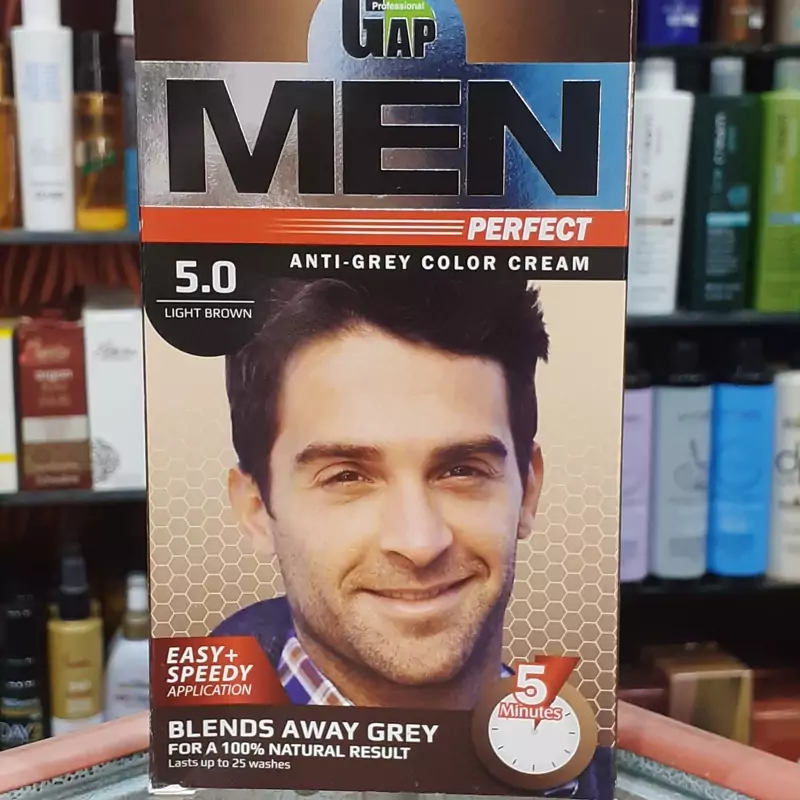 Professional
GAP
MEN
PERFECT
ANTI-GREY COLOR CREAM
5.0
LIGHT BROWN
EASY+
SPEEDY
APPLICATION
5
Minutes
BLENDS AWAY GREY
FOR A 100% NATURAL RESULT
Lasts up to 25 washes